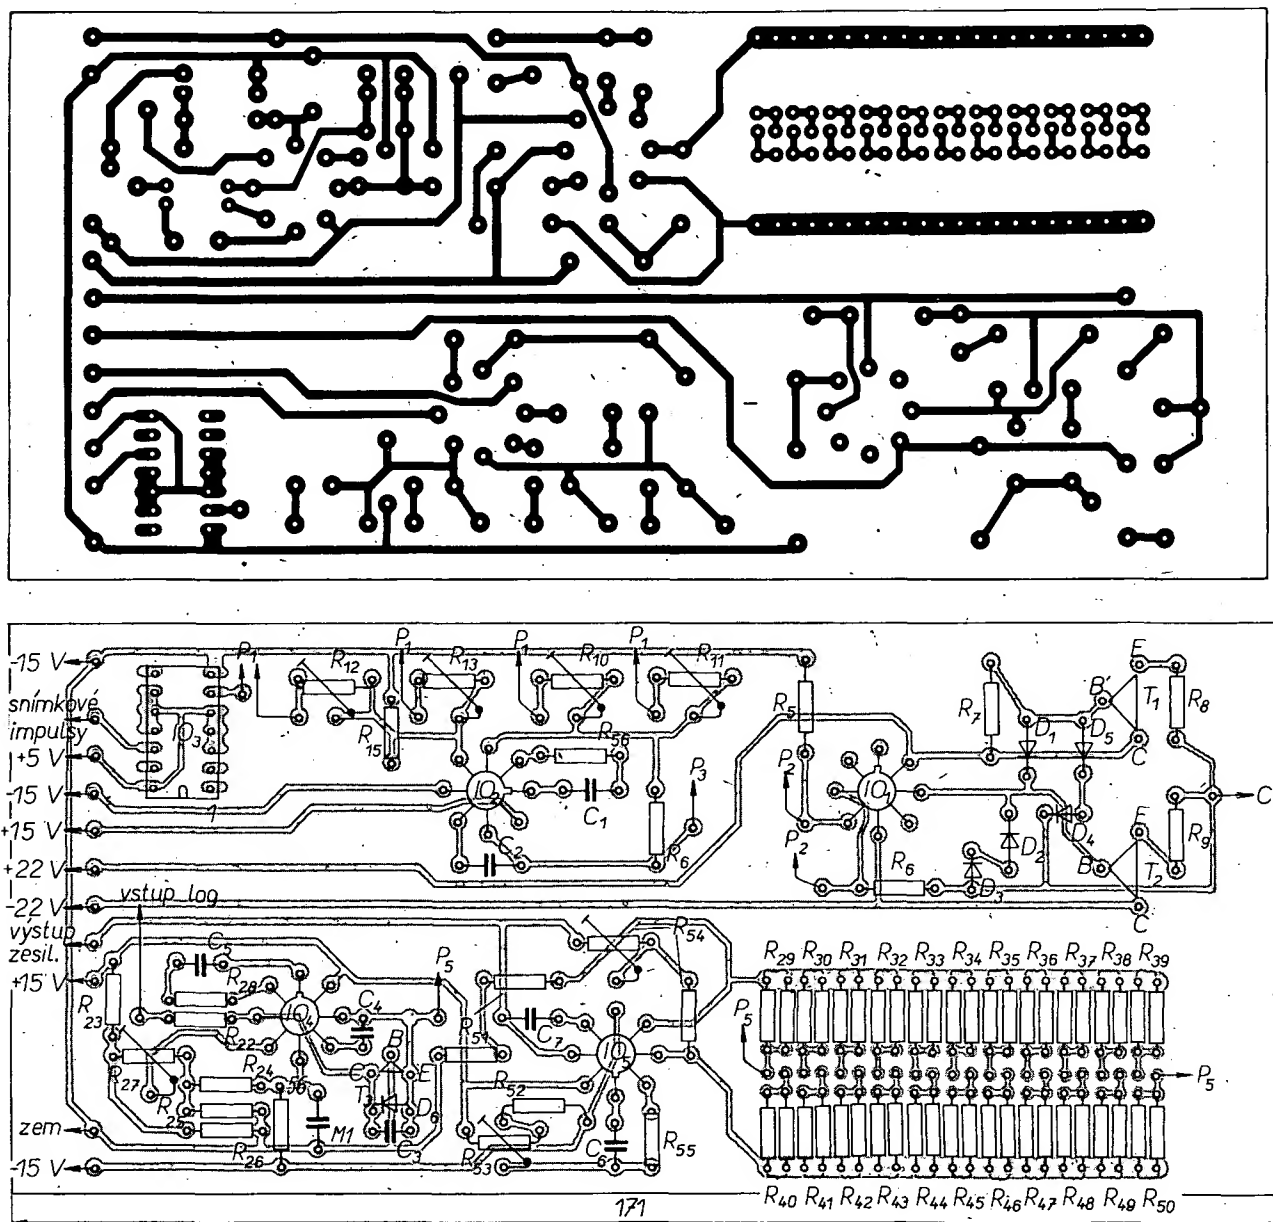 -15 V
P1
R12
P1
R13
P1
R10
P1
R11
E
B'
T1
R8
R5
R7
D1
D5
snímkové
impulsy
IO3
R15
R56
C
+5 V
P2
P3
-15 V
IO2
IO1
C
1
C1
+15 V
P2
C2
R6
D2
D4
E
R9
+22 V
R6
D3
B
T2
vstup log
-22 V
C
výstup
zesil.
C5
R54
R28
P5
R29 R30 R31 R32 R33 R34 R35 R36 R37 R38 R39
+15 V
R23
IO4
C4
R22
R51
C7
P5
B
R27
R24
C
E
R52
P5
T3
D6
R25
zem
M1
C3
R26
R53
C6
R55
-15 V
R40 R41 R42 R43 R44 R45 R46 R47 R48 R49 R50
171